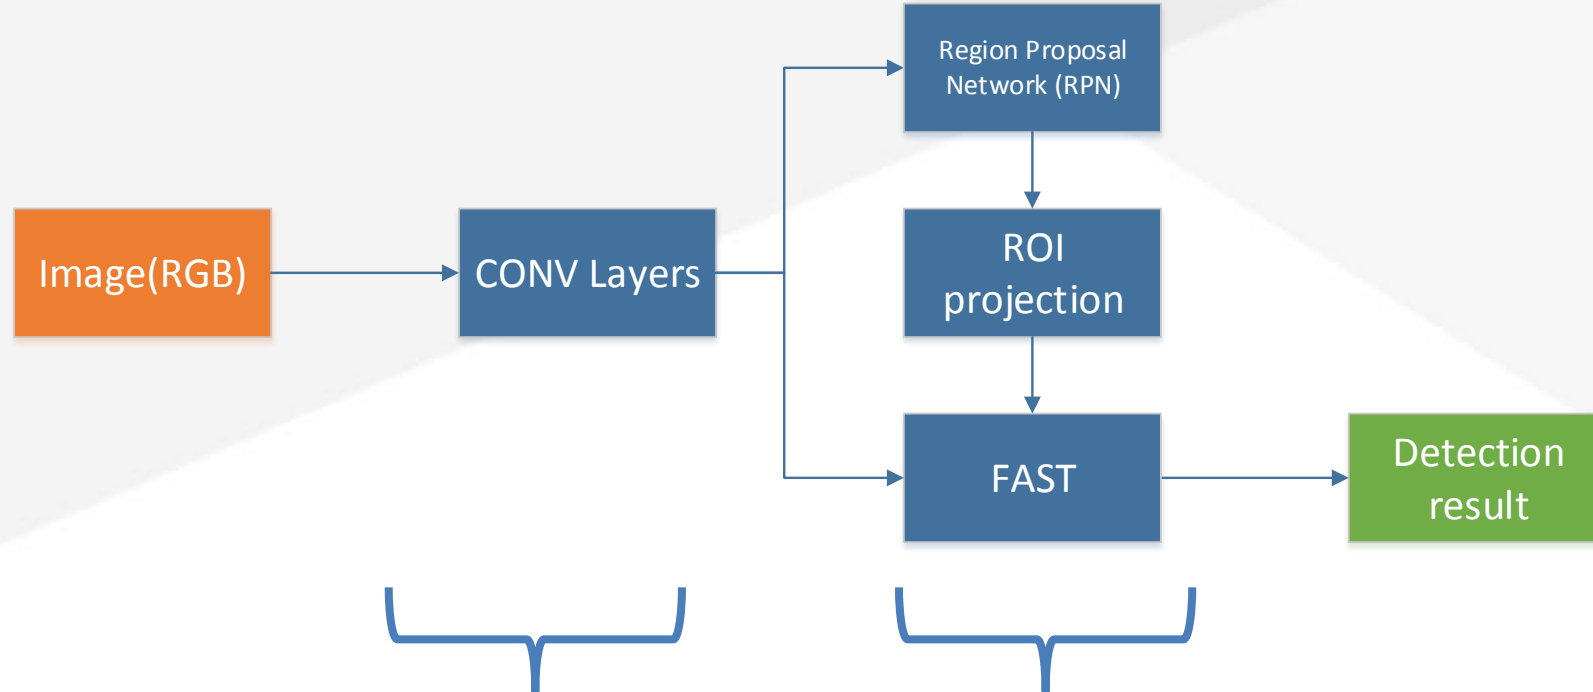 Region Proposal
Network (RPN)
Image(RGB)
CONV Layers
ROI
projection
FAST
Detection
result